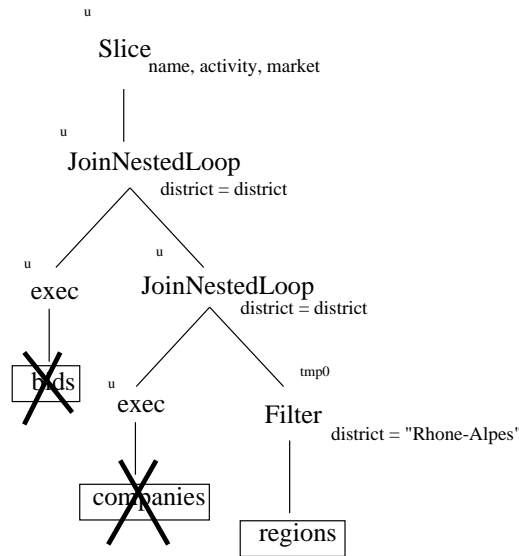 u
Slice
name, activity, market
u
JoinNestedLoop
district = district
u
exec
u
JoinNestedLoop
district = district
bids
u
exec
tmp0
Filter
district = "Rhone-Alpes"
companies
regions